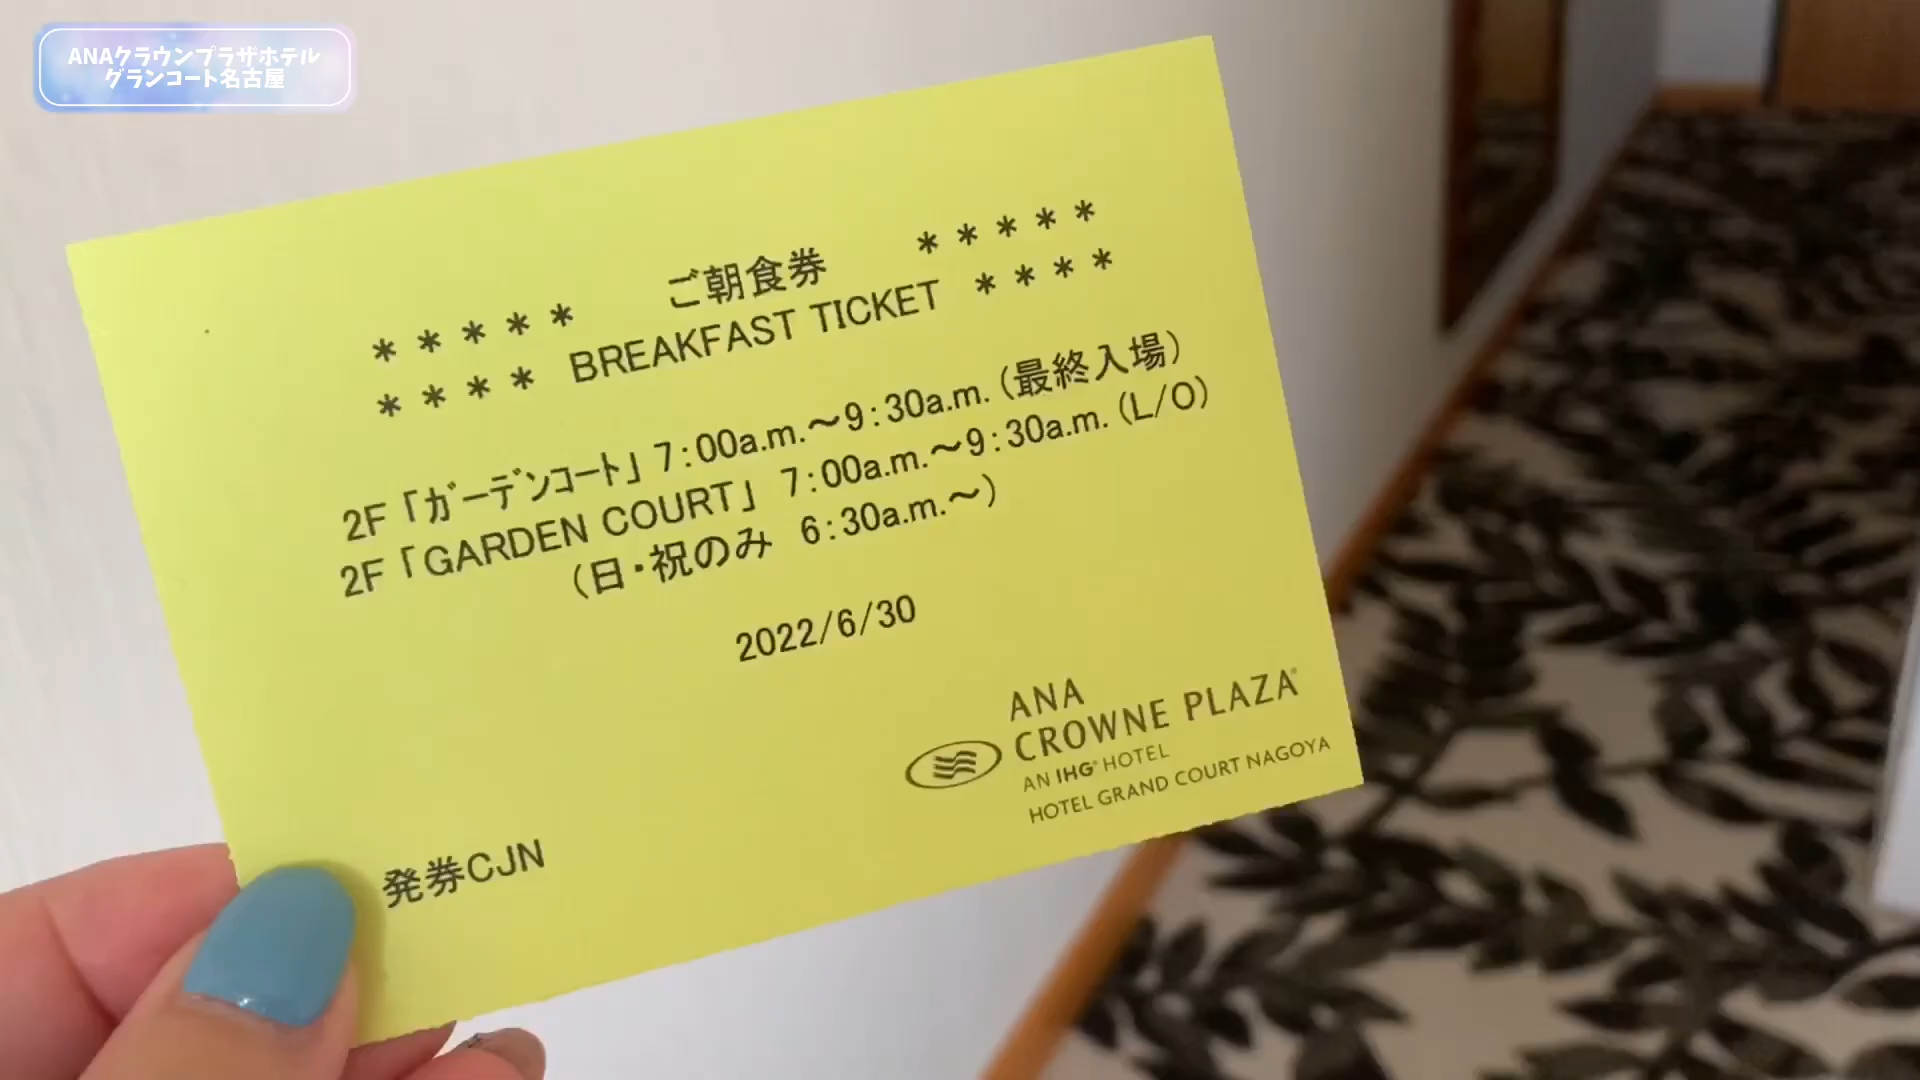 ANAクラウンプラザホテル
グランコート名古屋
＊＊＊＊＊ ご朝食券 ＊＊＊＊＊
＊＊＊＊ BREAKFAST TICKET ＊＊＊＊
2F「ｶﾞｰﾃﾞﾝｺｰﾄ」7:00a.m.～9:30a.m.(最終入場)
2F「GARDEN COURT」 7:00a.m.～9:30a.m.(L/O)
(日・祝のみ 6:30a.m.～)
2022/6/30
ANA
CROWNE PLAZA®
AN IHG® HOTEL
HOTEL GRAND COURT NAGOYA
発券CJN